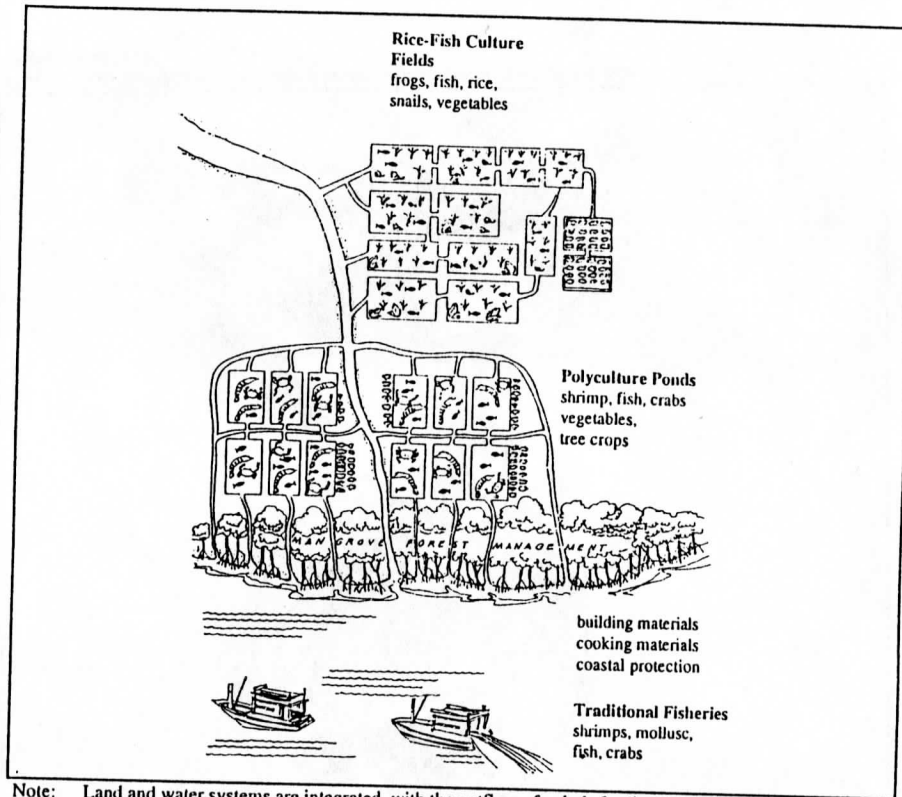 Rice-Fish Culture
Fields
frogs, fish, rice,
snails, vegetables
Polyculture Ponds
shrimp, fish, crabs
vegetables,
tree crops
MANGROVE FOREST MANAGEMENT
building materials
cooking materials
coastal protection
Traditional Fisheries
shrimps, mollusc,
fish, crabs
Note: Land and water systems are integrated, with the